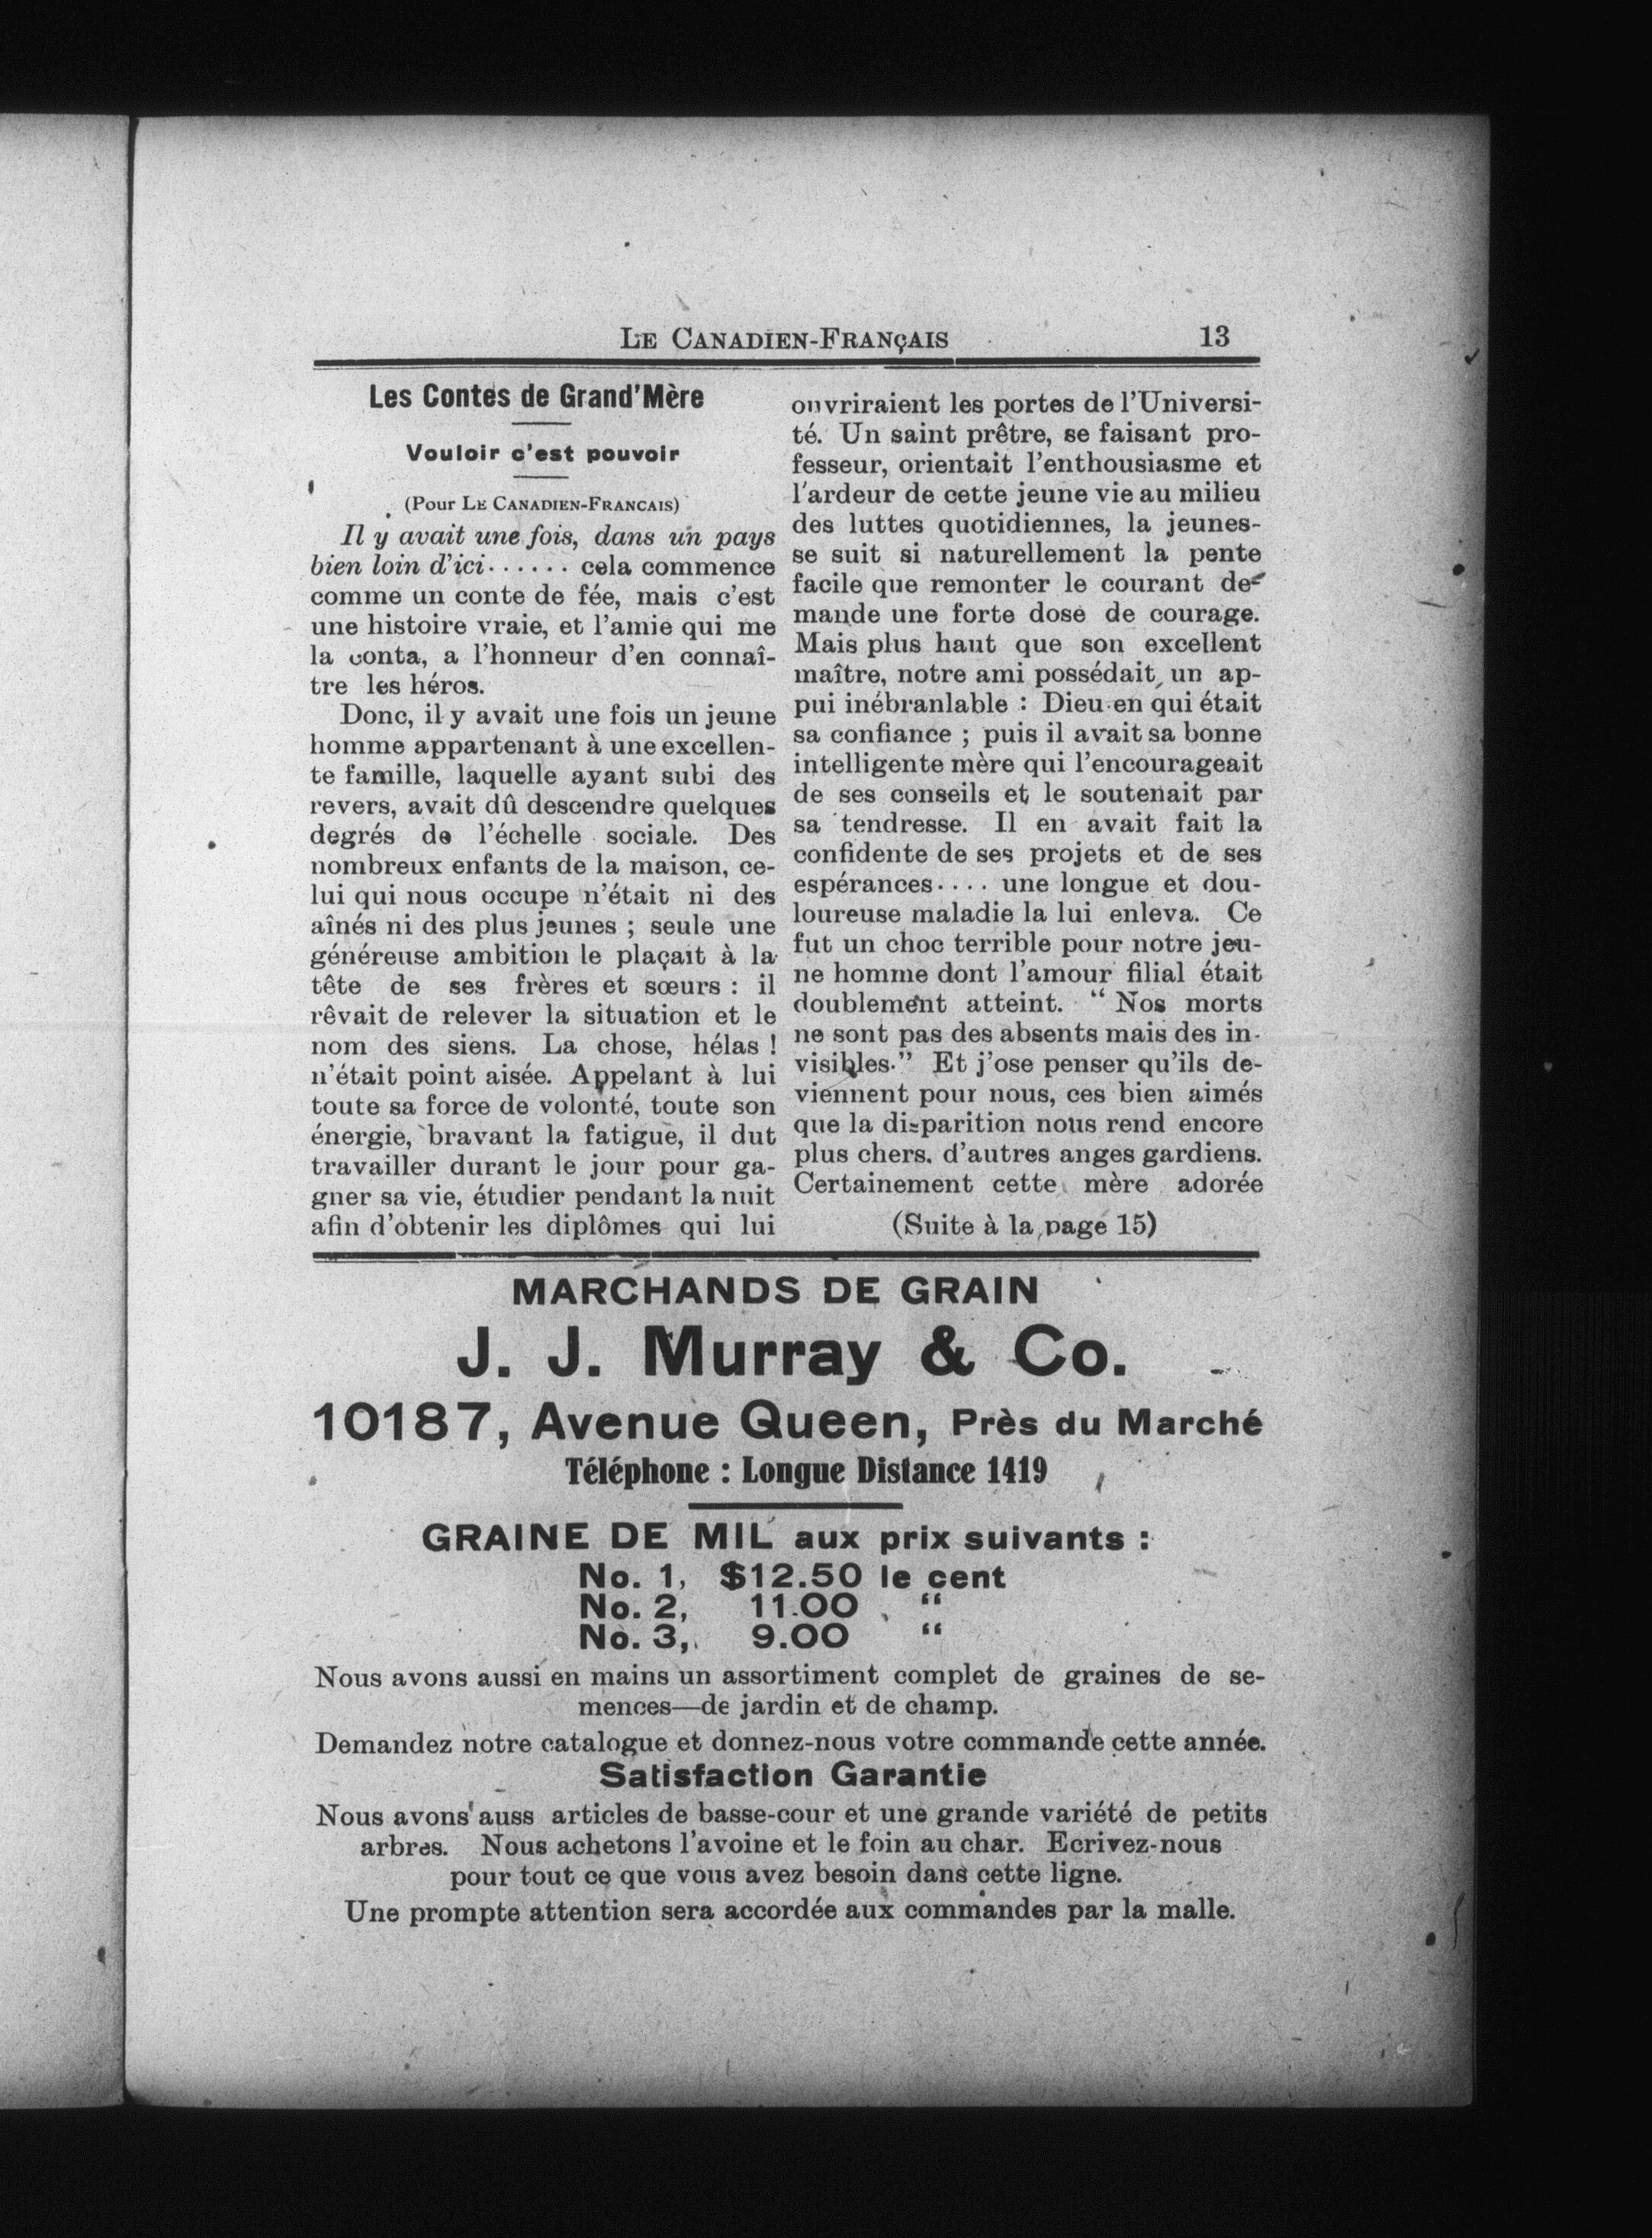 LE CANADIEN-FRANÇAIS 13
Les Contes de Grand'Mère
Vouloir c'est pouvoir
(Pour LE CANADIEN-FRANCAIS)
Il y avait une fois, dans un pays
bien loin d'ici...... cela commence
comme un conte de fée, mais c'est
une histoire vraie, et l'amie qui me
la conta, a l'honneur d'en connaî-
tre les héros.
Donc, il y avait une fois un jeune
homme appartenant à une excellen-
te famille, laquelle ayant subi des
revers, avait dû descendre quelques
degrés de l'échelle sociale. Des
nombreux enfants de la maison, ce-
lui qui nous occupe n'était ni des
aînés ni des plus jeunes ; seule une
généreuse ambition le plaçait à la
tête de ses frères et sœurs : il
rêvait de relever la situation et le
nom des siens. La chose, hélas !
n'était point aisée. Appelant à lui
toute sa force de volonté, toute son
énergie, bravant la fatigue, il dut
travailler durant le jour pour ga-
gner sa vie, étudier pendant la nuit
afin d'obtenir les diplômes qui lui
ouvriraient les portes de l'Universi-
té. Un saint prêtre, se faisant pro-
fesseur, orientait l'enthousiasme et
l'ardeur de cette jeune vie au milieu
des luttes quotidiennes, la jeunes-
se suit si naturellement la pente
facile que remonter le courant de-
mande une forte dose de courage.
Mais plus haut que son excellent
maître, notre ami possédait un ap-
pui inébranlable : Dieu en qui était
sa confiance ; puis il avait sa bonne
intelligente mère qui l'encourageait
de ses conseils et le soutenait par
sa tendresse. Il en avait fait la
confidente de ses projets et de ses
espérances.... une longue et dou-
loureuse maladie la lui enleva. Ce
fut un choc terrible pour notre jeu-
ne homme dont l'amour filial était
doublement atteint. “ Nos morts
ne sont pas des absents mais des in-
visibles.” Et j'ose penser qu'ils de-
viennent pour nous, ces bien aimés
que la disparition nous rend encore
plus chers, d'autres anges gardiens.
Certainement cette mère adorée
(Suite à la page 15)
MARCHANDS DE GRAIN
J. J. Murray & Co.
10187, Avenue Queen, Près du Marché
Téléphone : Longue Distance 1419
GRAINE DE MIL aux prix suivants :
No. 1, $12.50 le cent
No. 2, 11.00 “
No. 3, 9.00 “
Nous avons aussi en mains un assortiment complet de graines de se-
mences—de jardin et de champ.
Demandez notre catalogue et donnez-nous votre commande cette année.
Satisfaction Garantie
Nous avons auss articles de basse-cour et une grande variété de petits
arbres. Nous achetons l'avoine et le foin au char. Ecrivez-nous
pour tout ce que vous avez besoin dans cette ligne.
Une prompte attention sera accordée aux commandes par la malle.